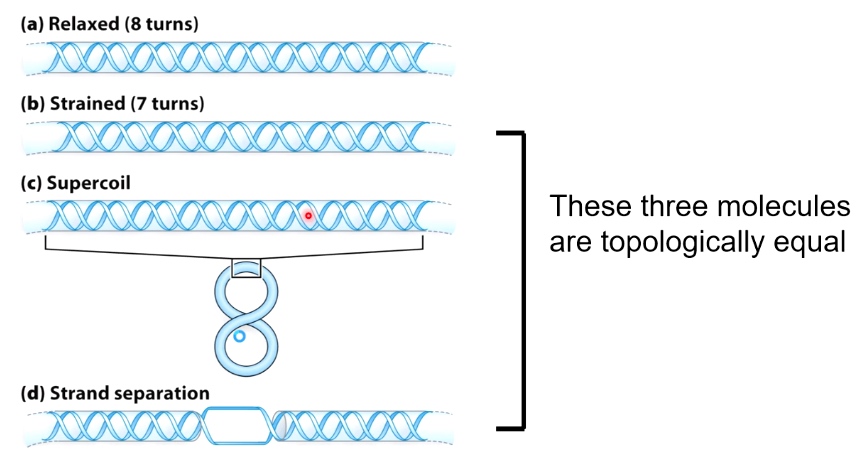 (a) Relaxed (8 turns)
(b) Strained (7 turns)
(c) Supercoil
(d) Strand separation
These three molecules
are topologically equal